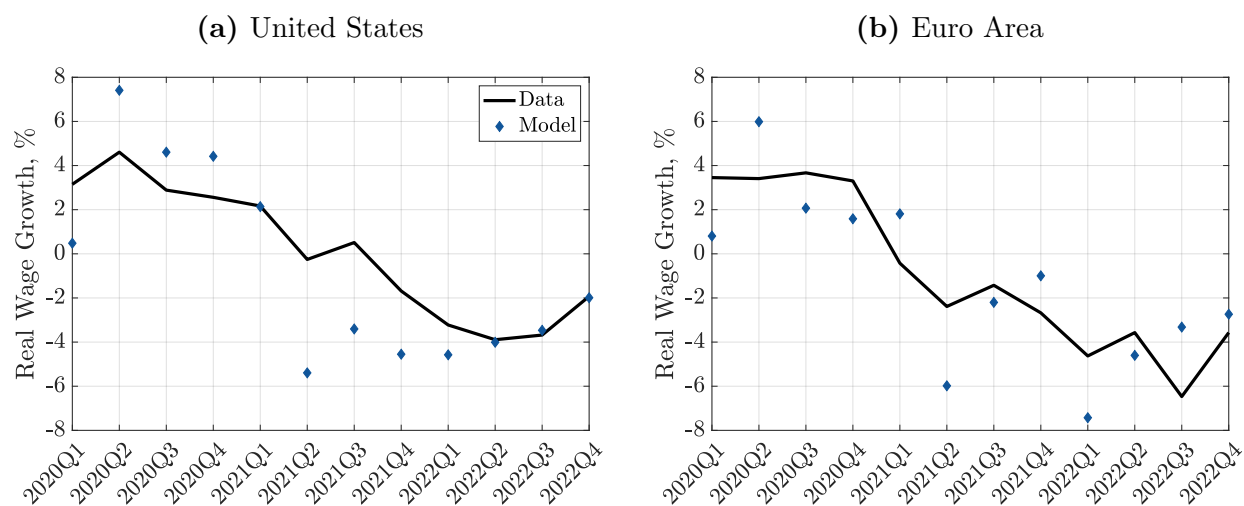 (a) United States
Real Wage Growth, %
8
6
4
2
0
-2
-4
-6
-8
Data
Model
2020Q1
2020Q2
2020Q3
2020Q4
2021Q1
2021Q2
2021Q3
2021Q4
2022Q1
2022Q2
2022Q3
2022Q4
(b) Euro Area
Real Wage Growth, %
8
6
4
2
0
-2
-4
-6
-8
2020Q1
2020Q2
2020Q3
2020Q4
2021Q1
2021Q2
2021Q3
2021Q4
2022Q1
2022Q2
2022Q3
2022Q4